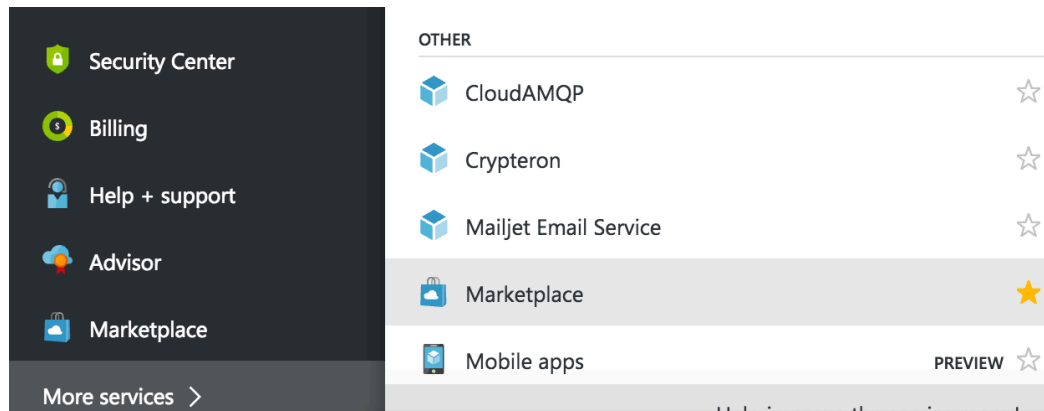 Security Center
Billing
Help + support
Advisor
Marketplace
More services
OTHER
CloudAMQP
Crypteron
Mailjet Email Service
Marketplace
Mobile apps PREVIEW